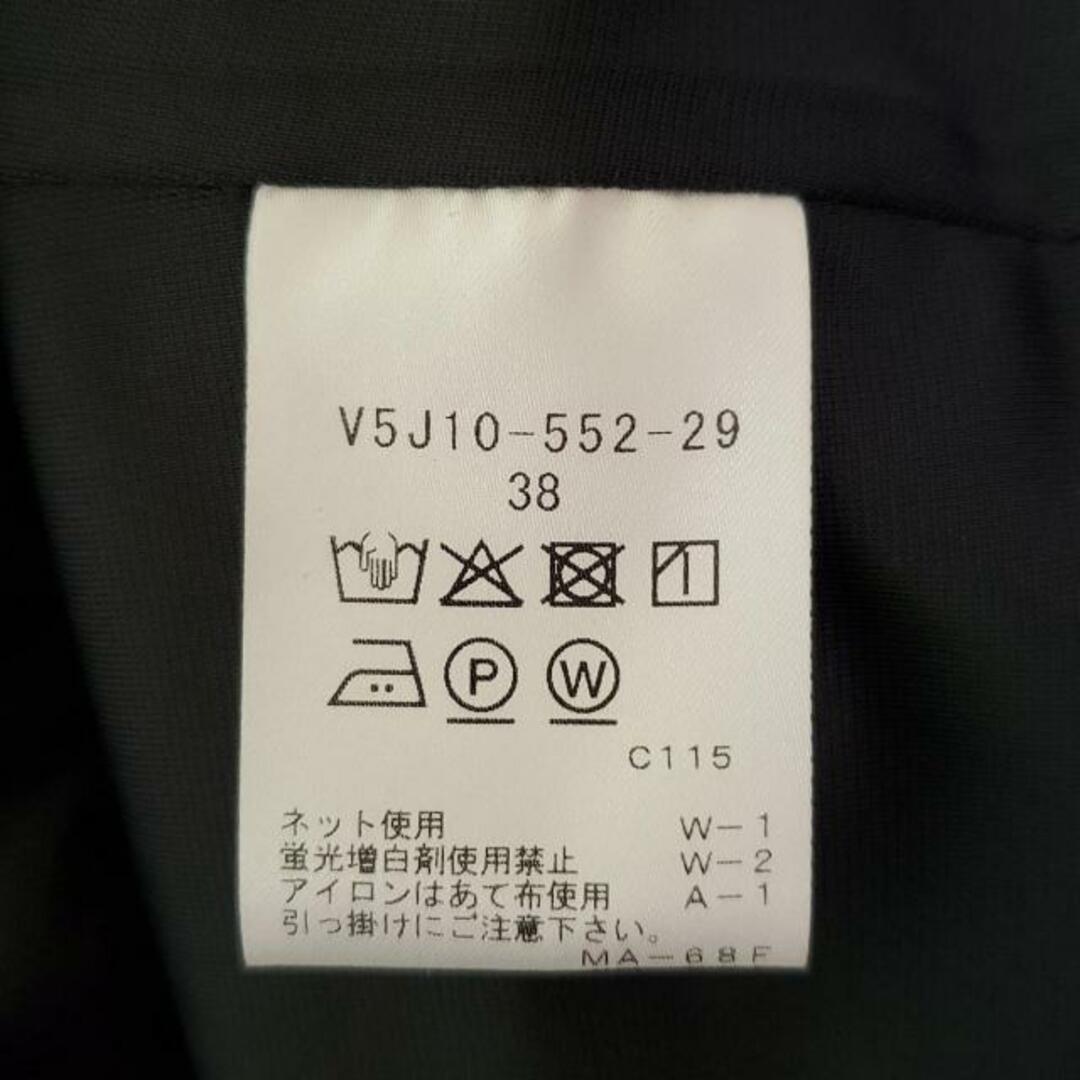 V5J10-552-29
38
P W
C115
ネット使用 W-1
蛍光増白剤使用禁止 W-2
アイロンはあて布使用 A-1
引っ掛けにご注意下さい。
MA-68F